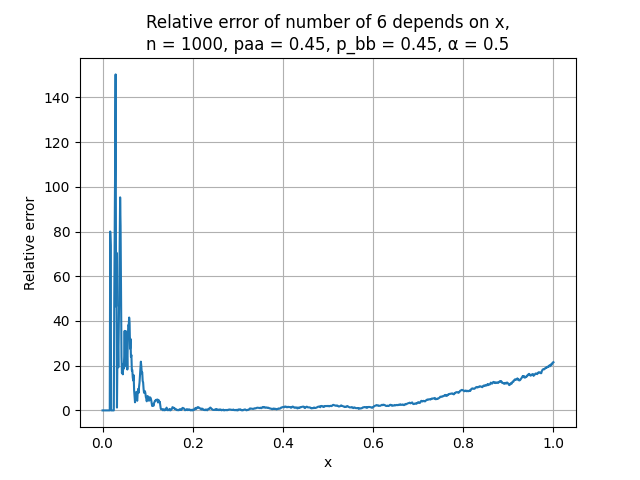 Relative error of number of 6 depends on x,
n = 1000, paa = 0.45, p_bb = 0.45, α = 0.5
Relative error
140
120
100
80
60
40
20
0
0.0 0.2 0.4 0.6 0.8 1.0
x